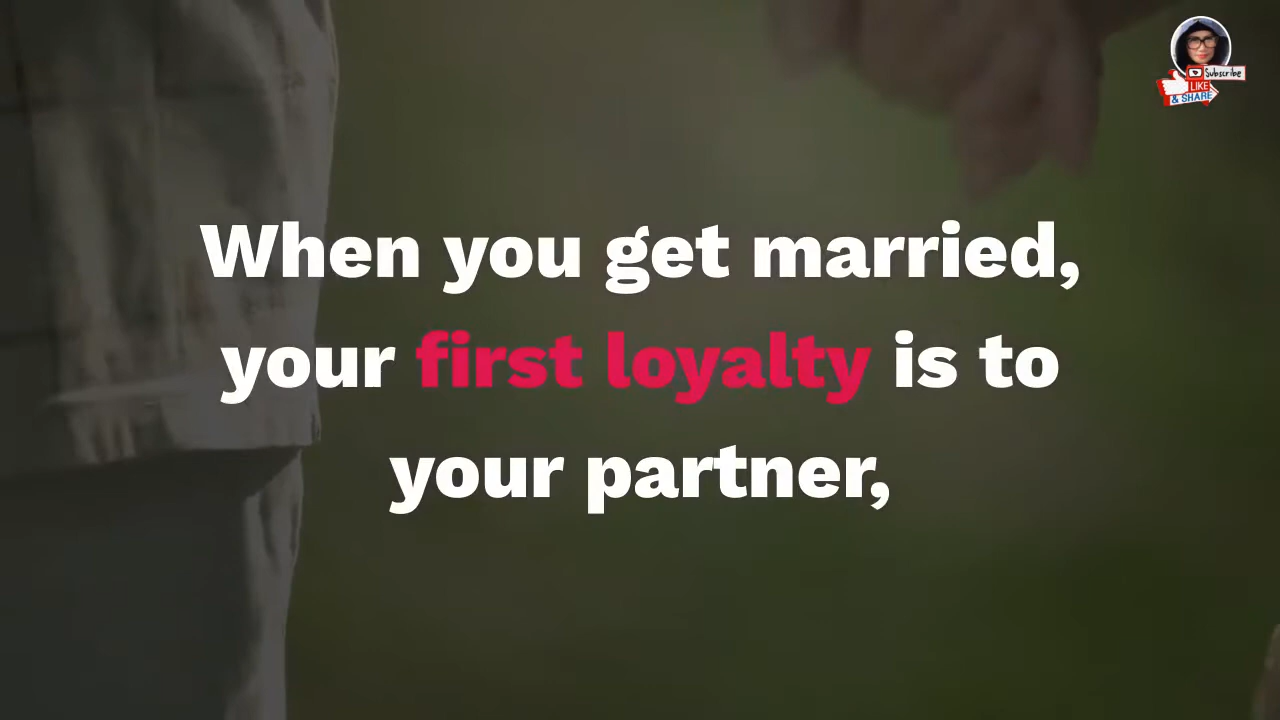 Subscribe
LIKE
& SHARE
When you get married,
your first loyalty is to
your partner,